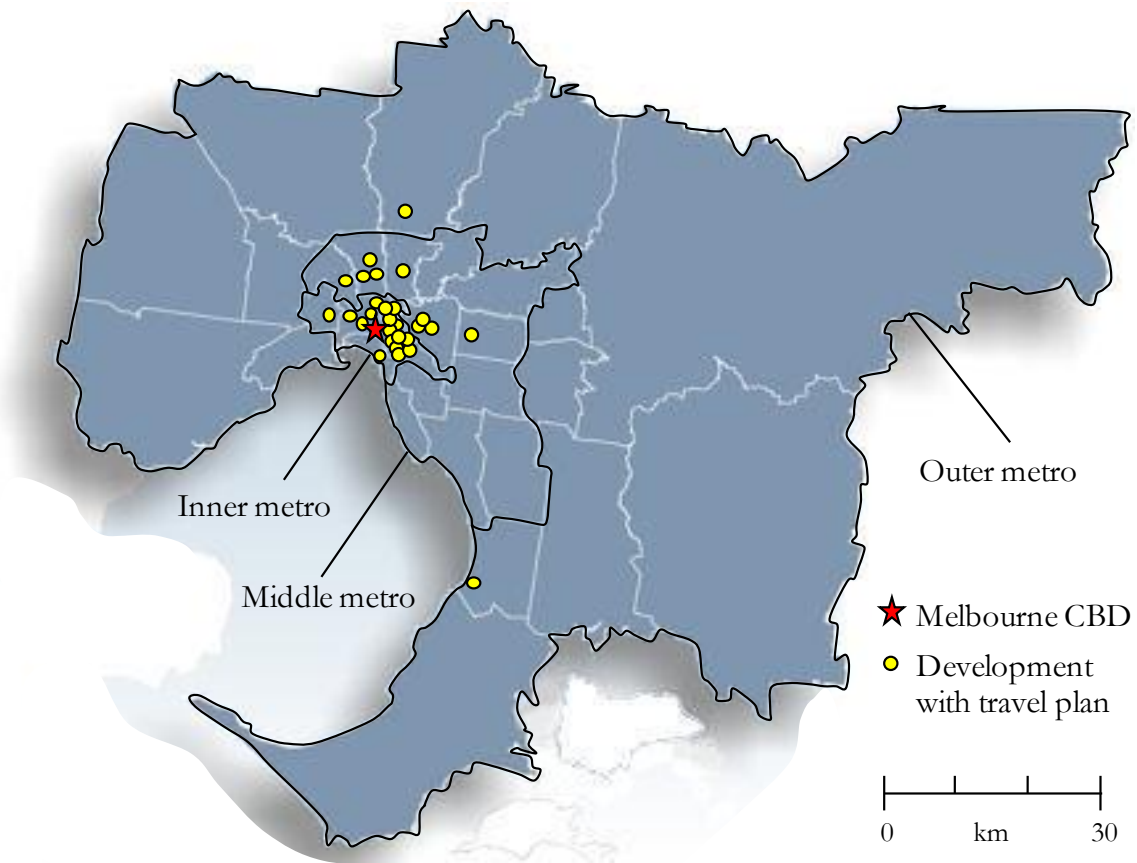 Inner metro
Outer metro
Middle metro
Melbourne CBD
Development
with travel plan
0 km 30